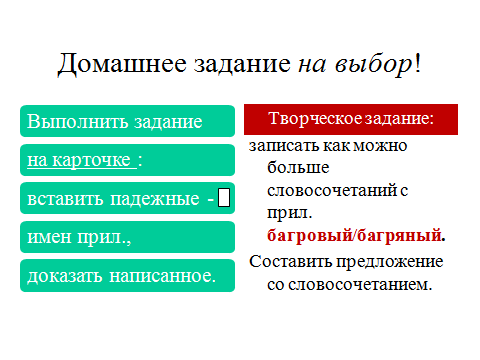 Домашнее задание на выбор!
Выполнить задание
на карточке :
вставить падежные -
имен прил.,
доказать написанное.
Творческое задание:
записать как можно
больше
словосочетаний с
прил.
багровый/багряный.
Составить предложение
со словосочетанием.